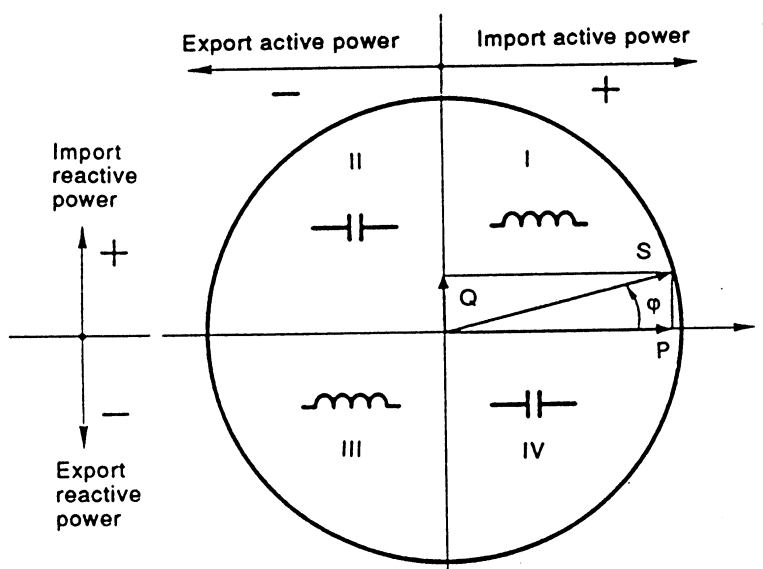 Export active power
Import active power
−
+
Import
reactive
power
II
I
+
S
Q
φ
P
−
III
IV
Export
reactive
power